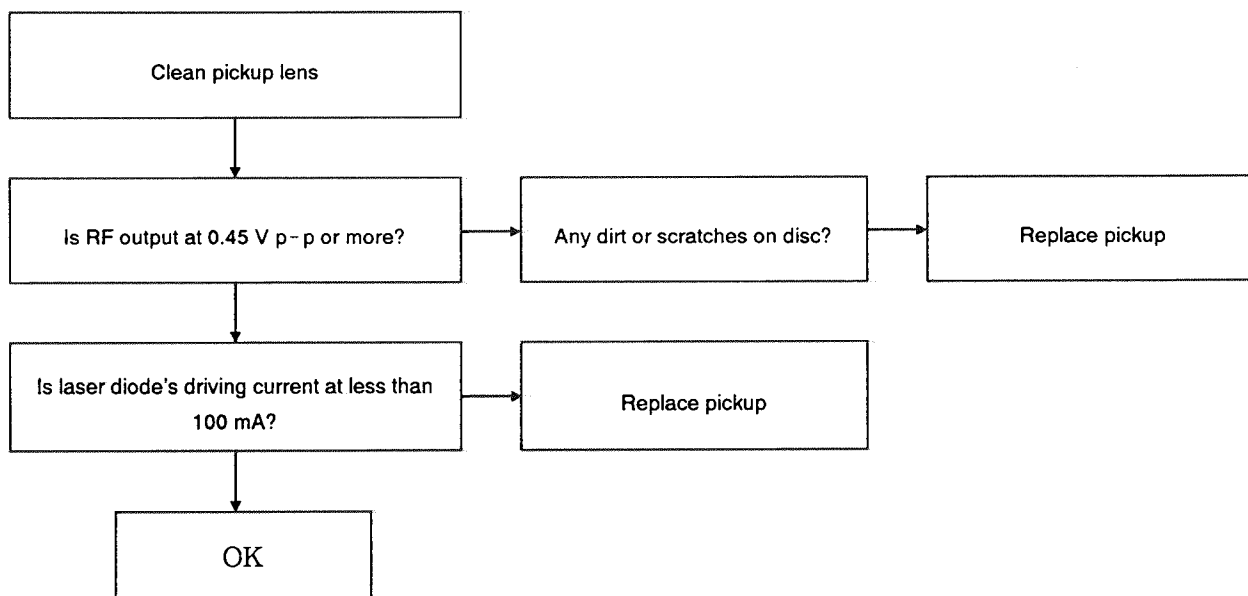 Clean pickup lens
Is RF output at 0.45 V p-p or more?
Any dirt or scratches on disc?
Replace pickup
Is laser diode's driving current at less than
100 mA?
Replace pickup
OK